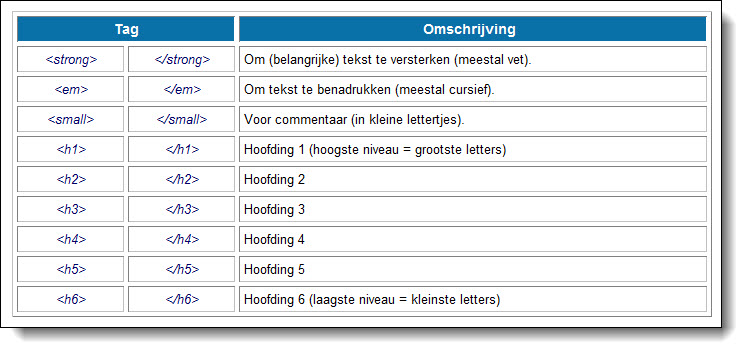 Tag Omschrijving
<strong> </strong> Om (belangrijke) tekst te versterken (meestal vet).
<em> </em> Om tekst te benadrukken (meestal cursief).
<small> </small> Voor commentaar (in kleine lettertjes).
<h1> </h1> Hoofding 1 (hoogste niveau = grootste letters)
<h2> </h2> Hoofding 2
<h3> </h3> Hoofding 3
<h4> </h4> Hoofding 4
<h5> </h5> Hoofding 5
<h6> </h6> Hoofding 6 (laagste niveau = kleinste letters)